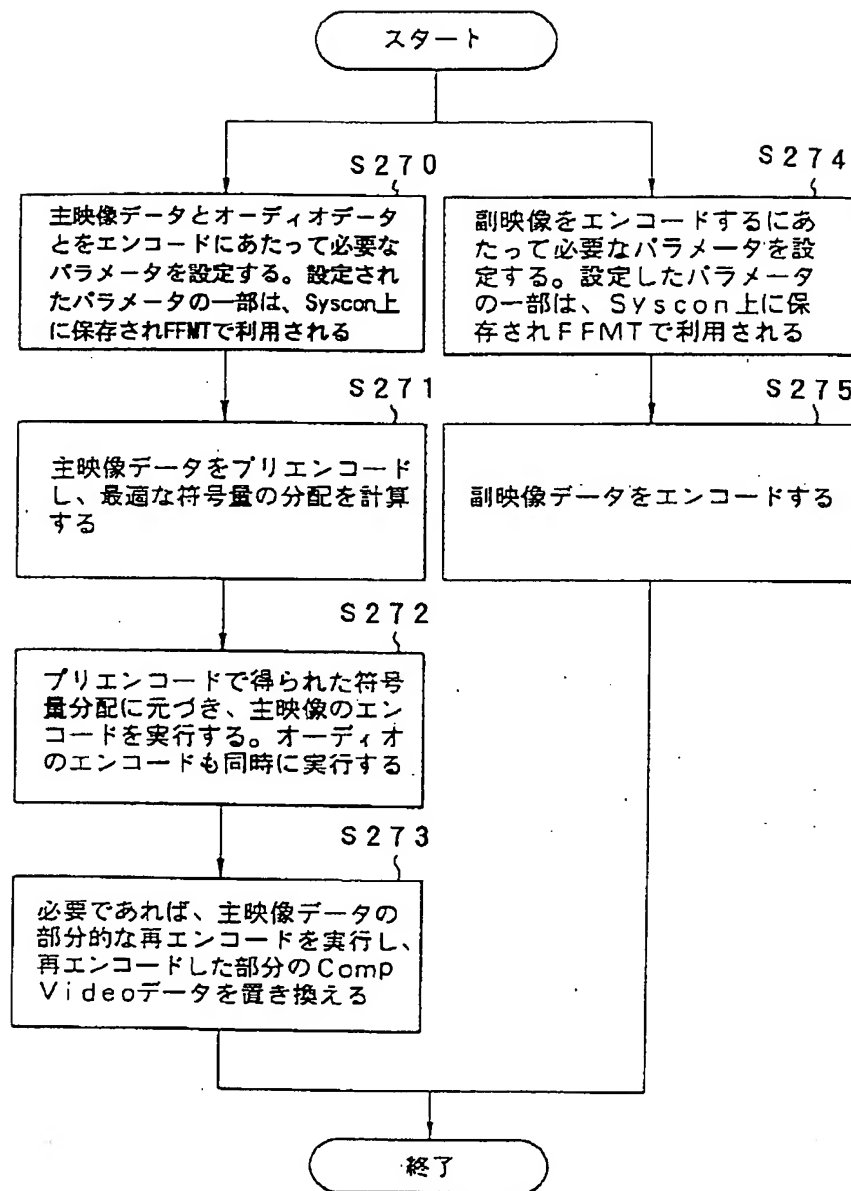 スタート
S270
主映像データとオーディオデータ
とをエンコードにあたって必要な
パラメータを設定する。設定され
たパラメータの一部は、Syscon上
に保存されFFMTで利用される
S271
主映像データをプリエンコード
し、最適な符号量の分配を計算
する
S272
プリエンコードで得られた符号
量分配に元づき、主映像のエン
コードを実行する。オーディオ
のエンコードも同時に実行する
S273
必要であれば、主映像データの
部分的な再エンコードを実行し、
再エンコードした部分のComp
Videoデータを置き換える
S274
副映像をエンコードするにあ
たって必要なパラメータを設
定する。設定したパラメータ
の一部は、Syscon上に保
存されFFMTで利用される
S275
副映像データをエンコードする
終了